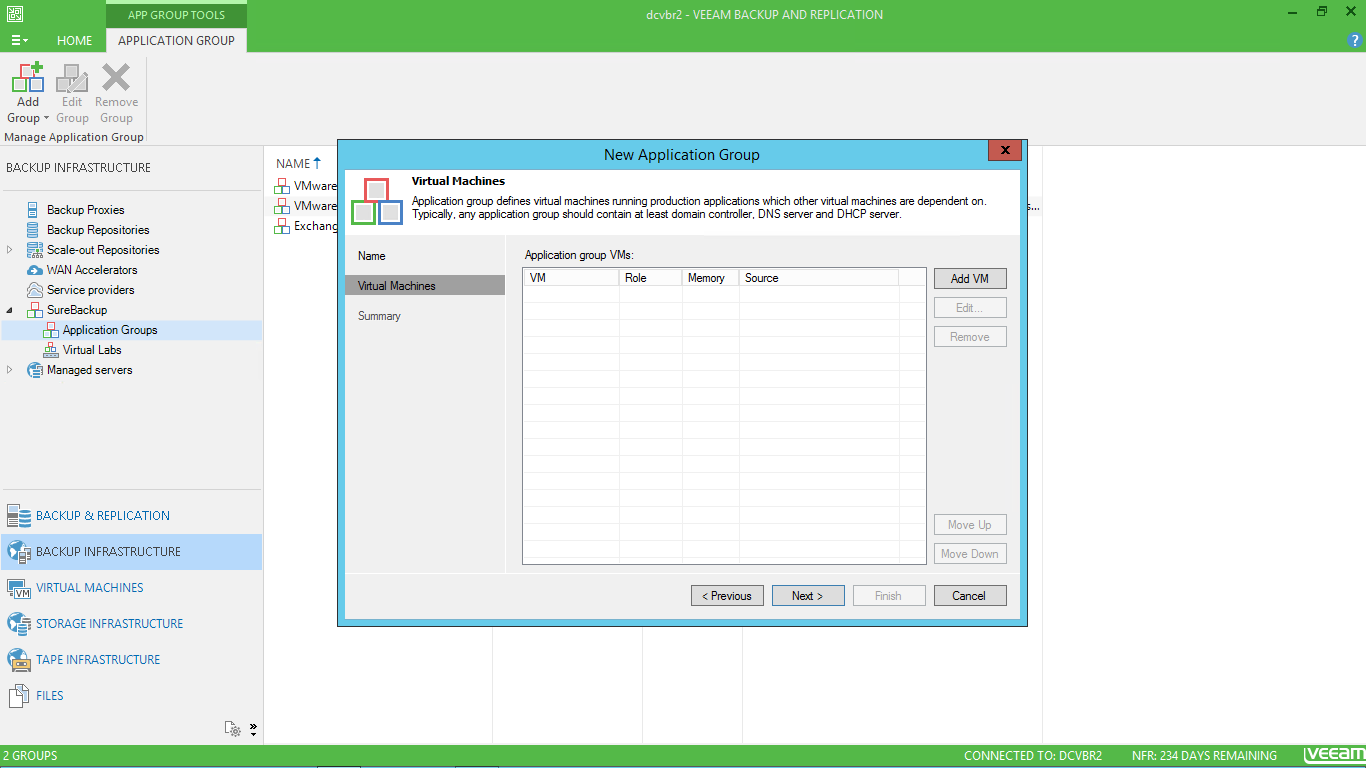 APP GROUP TOOLS
dcvbr2 - VEEAM BACKUP AND REPLICATION
HOME
APPLICATION GROUP
?
Add Group
Edit Group
Remove Group
Manage Application Group
BACKUP INFRASTRUCTURE
Backup Proxies
Backup Repositories
Scale-out Repositories
WAN Accelerators
Service providers
SureBackup
Application Groups
Virtual Labs
Managed servers
BACKUP & REPLICATION
BACKUP INFRASTRUCTURE
VM
VIRTUAL MACHINES
STORAGE INFRASTRUCTURE
TAPE INFRASTRUCTURE
FILES
NAME
VMware
VMware
s...
Exchang
New Application Group
x
Virtual Machines
Application group defines virtual machines running production applications which other virtual machines are dependent on.
Typically, any application group should contain at least domain controller, DNS server and DHCP server.
Name
Virtual Machines
Summary
Application group VMs:
VM Role Memory Source
Add VM
Edit...
Remove
Move Up
Move Down
< Previous
Next >
Finish
Cancel
2 GROUPS
CONNECTED TO: DCVBR2
NFR: 234 DAYS REMAINING
veeam